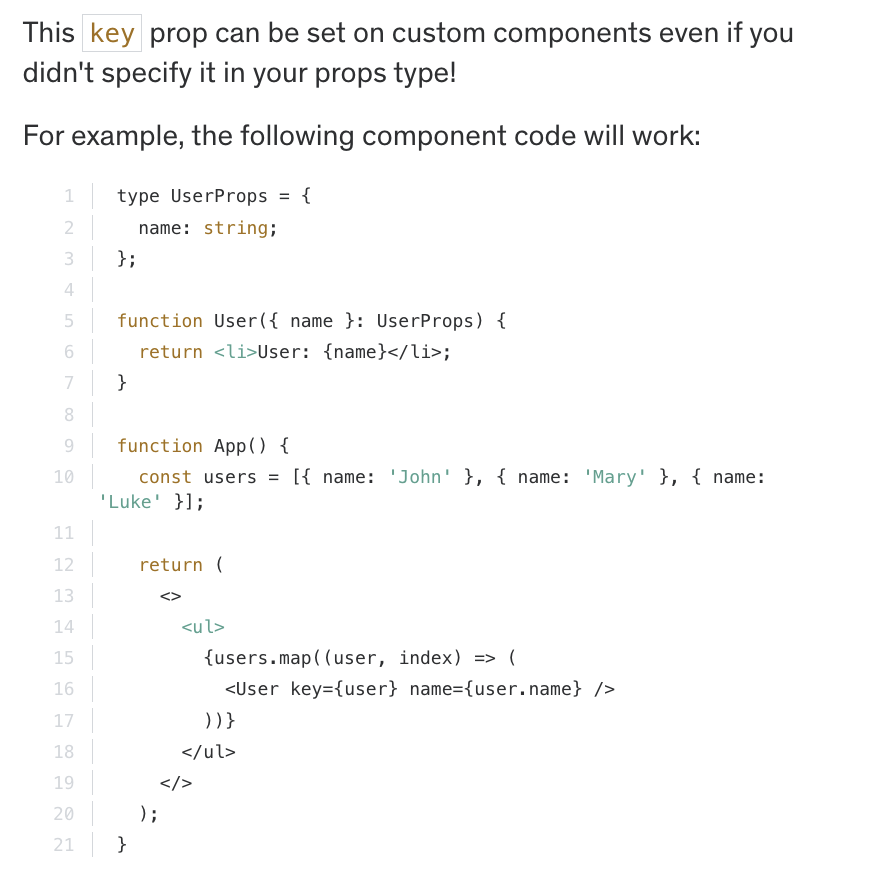 This key prop can be set on custom components even if you
didn't specify it in your props type!
For example, the following component code will work:
1 type UserProps = {
2   name: string;
3 };
4
5 function User({ name }: UserProps) {
6   return <li>User: {name}</li>;
7 }
8
9 function App() {
10   const users = [{ name: 'John' }, { name: 'Mary' }, { name:
'Luke' }];
11
12   return (
13     <>
14       <ul>
15         {users.map((user, index) => (
16           <User key={user} name={user.name} />
17         ))}
18       </ul>
19     </>
20   );
21 }